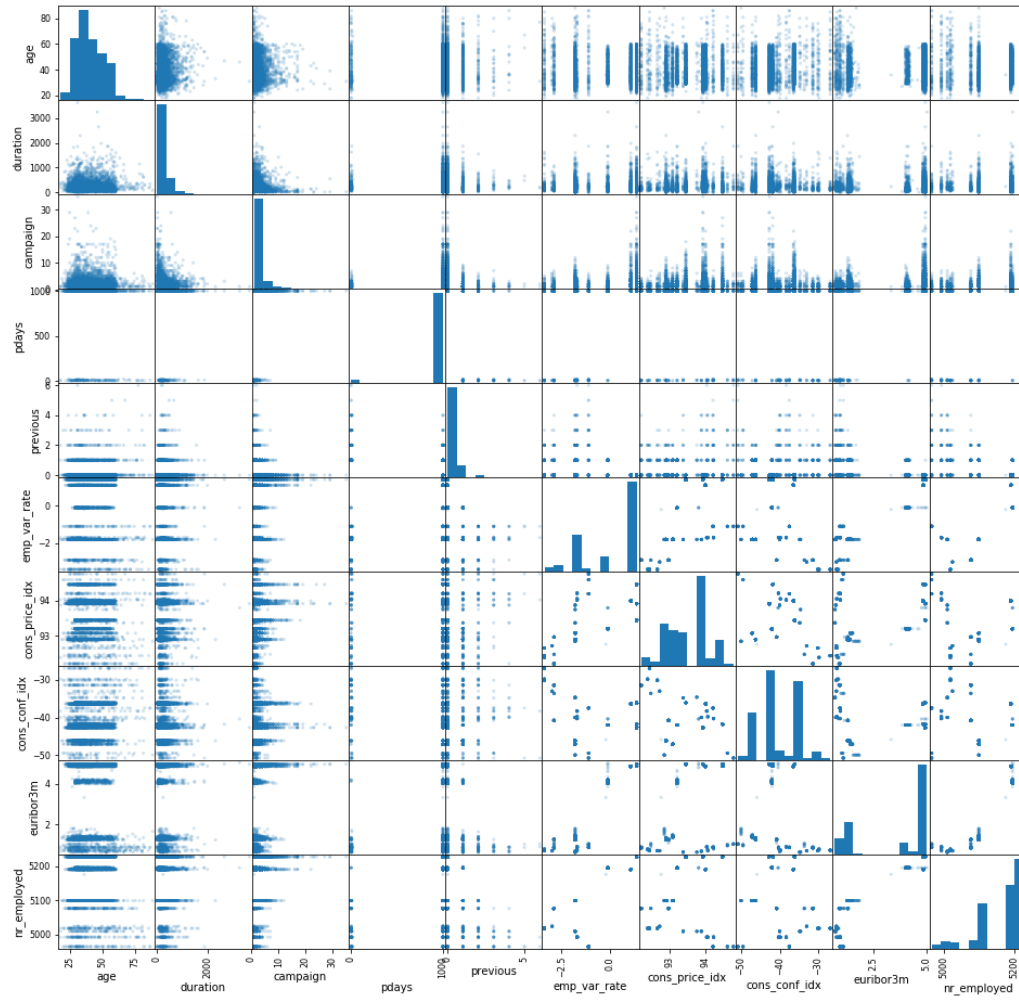 80
60
40
20
age
3000
2000
1000
0
duration
30
20
10
0
campaign
1000
500
0
pdays
6
4
2
0
previous
0
−2
emp_var_rate
94
93
cons_price_idx
−30
−40
−50
cons_conf_idx
4
2
euribor3m
5200
5100
5000
nr_employed
25 50 75 0 2000 0 20 1000 0 5 −2.5 0.0 93 94 −50 −40 −30 2.5 5.0 5000 5200
age duration campaign pdays previous emp_var_rate cons_price_idx cons_conf_idx euribor3m nr_employed